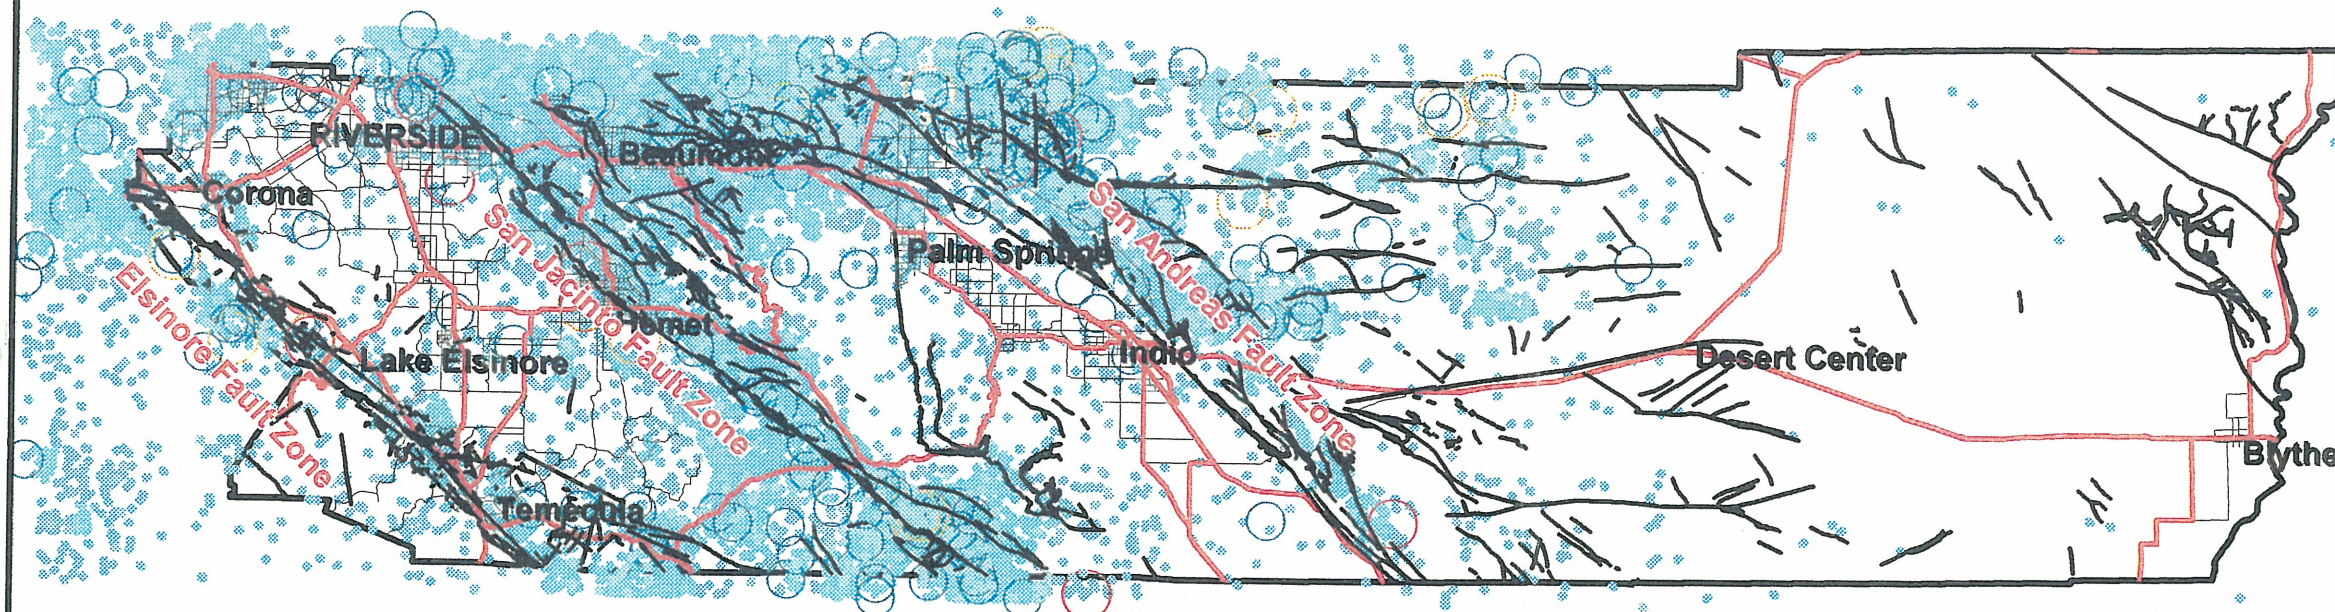 RIVERSIDE
Beaumont
Corona
San Andreas Fault Zone
San Jacinto Fault Zone
Palm Springs
Elsinore Fault Zone
Hemet
Lake Elsinore
Indio
Desert Center
Blythe
Temecula